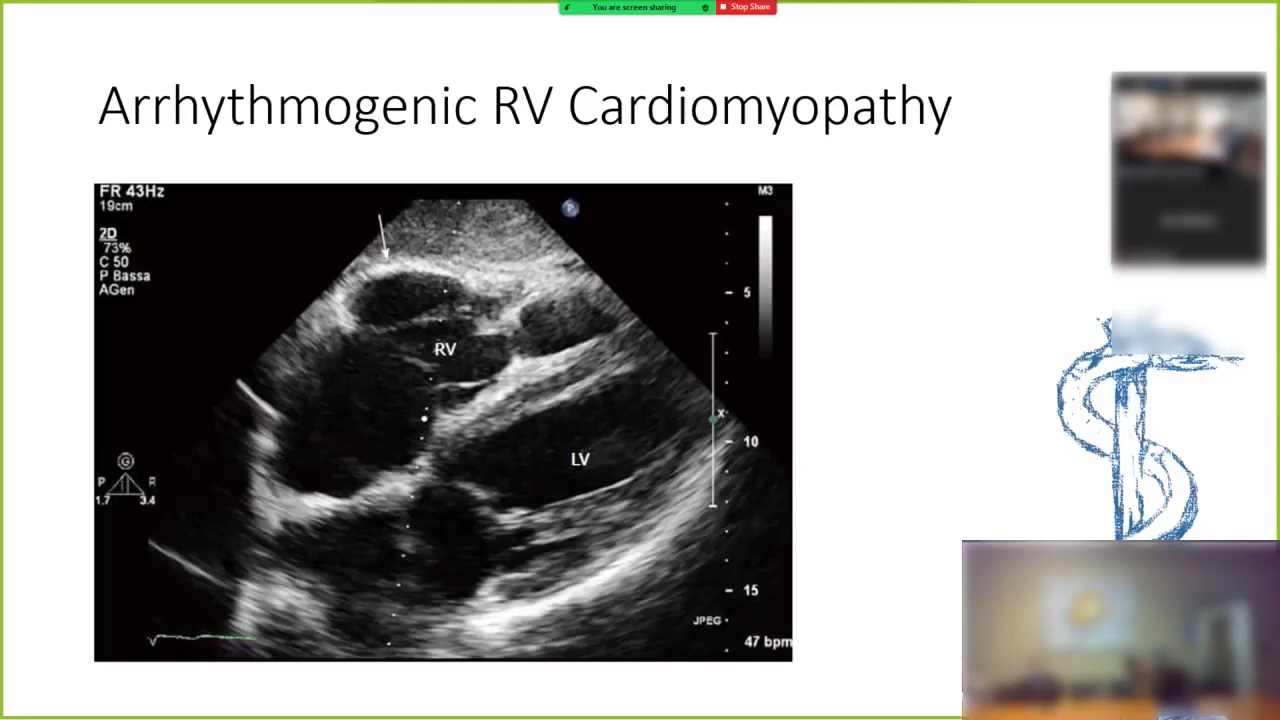 You are screen sharing
Stop Share
Arrhythmogenic RV Cardiomyopathy
FR 43Hz
19cm
M3
P
2D
73%
C 50
P Bassa
AGen
5
RV
X
10
LV
G
P R
1.7 3.4
15
JPEG
47 bpm